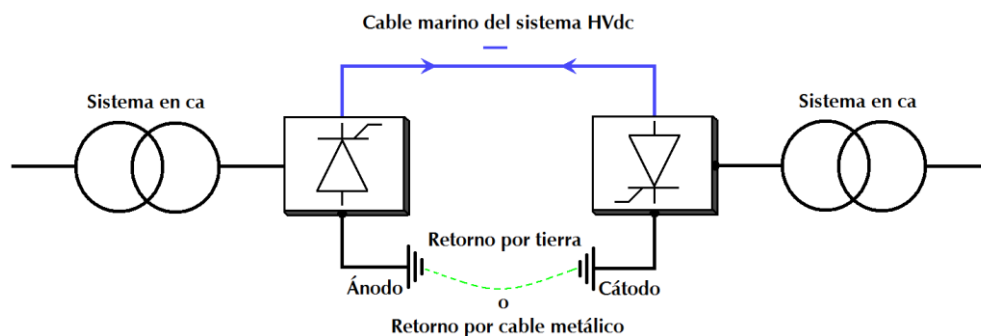 Cable marino del sistema HVdc
Sistema en ca
Sistema en ca
Retorno por tierra
Ánodo
Cátodo
o
Retorno por cable metálico